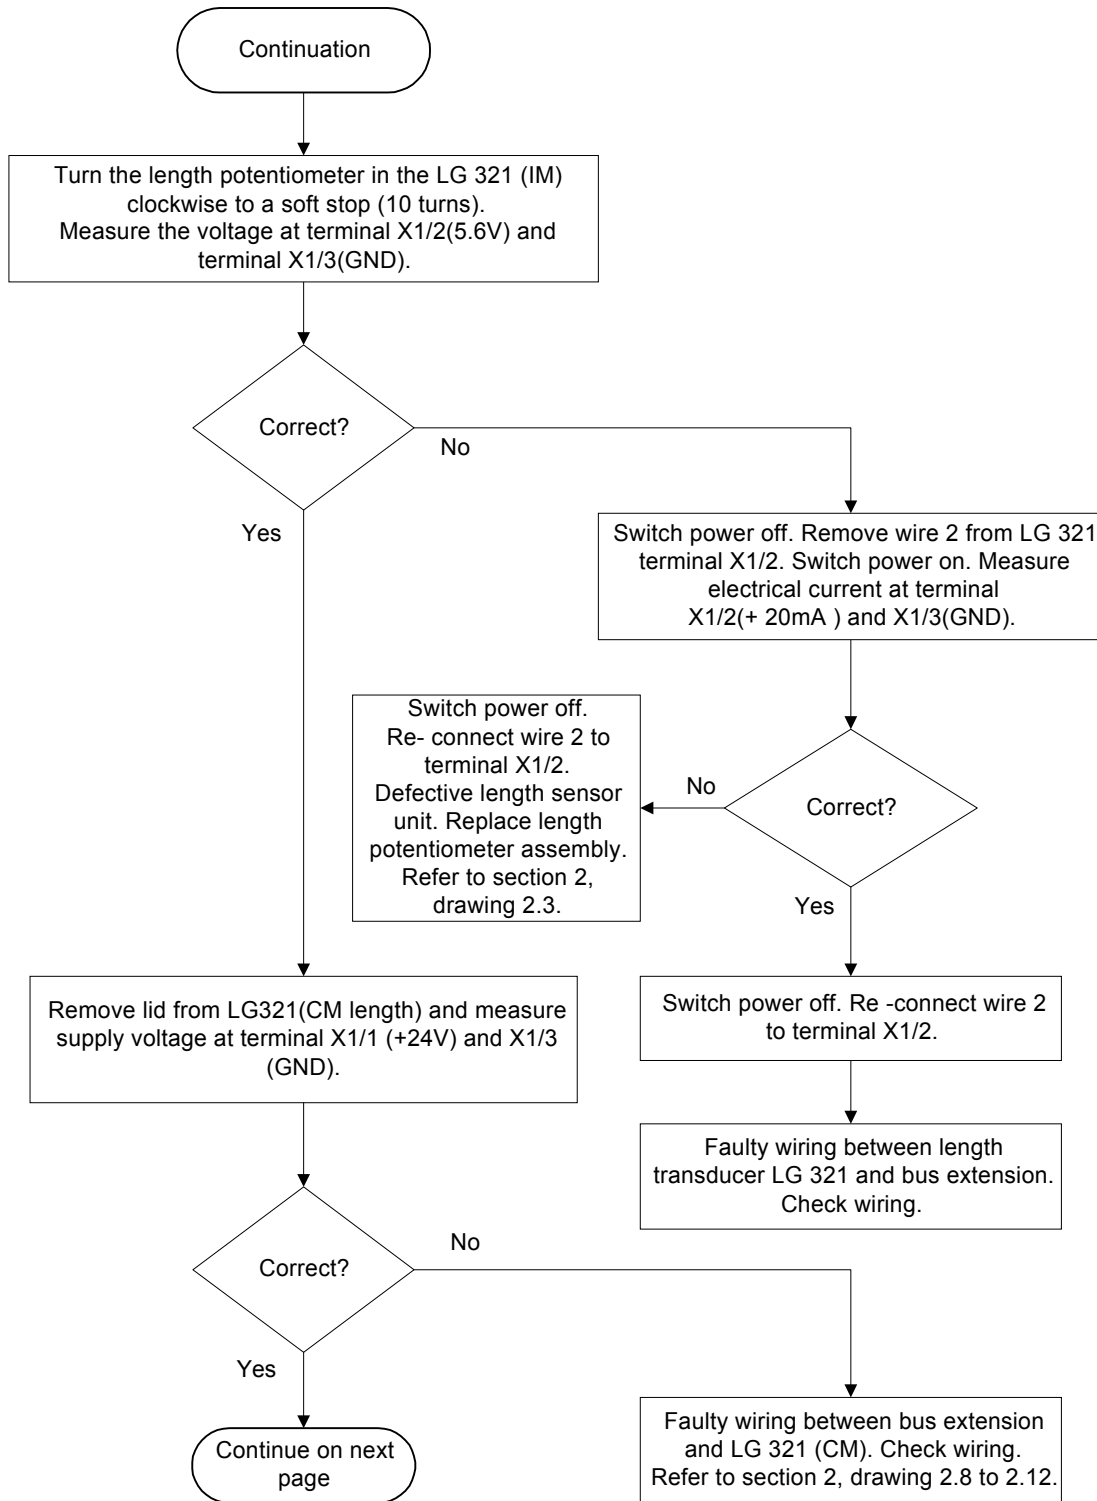 Continuation
Turn the length potentiometer in the LG 321 (IM)
clockwise to a soft stop (10 turns).
Measure the voltage at terminal X1/2(5.6V) and
terminal X1/3(GND).
Correct?
No
Yes
Switch power off. Remove wire 2 from LG 321
terminal X1/2. Switch power on. Measure
electrical current at terminal
X1/2(+ 20mA ) and X1/3(GND).
Switch power off.
Re- connect wire 2 to
terminal X1/2.
Defective length sensor
unit. Replace length
potentiometer assembly.
Refer to section 2,
drawing 2.3.
No
Correct?
Yes
Remove lid from LG321(CM length) and measure
supply voltage at terminal X1/1 (+24V) and X1/3
(GND).
Switch power off. Re -connect wire 2
to terminal X1/2.
Faulty wiring between length
transducer LG 321 and bus extension.
Check wiring.
Correct?
No
Yes
Continue on next
page
Faulty wiring between bus extension
and LG 321 (CM). Check wiring.
Refer to section 2, drawing 2.8 to 2.12.